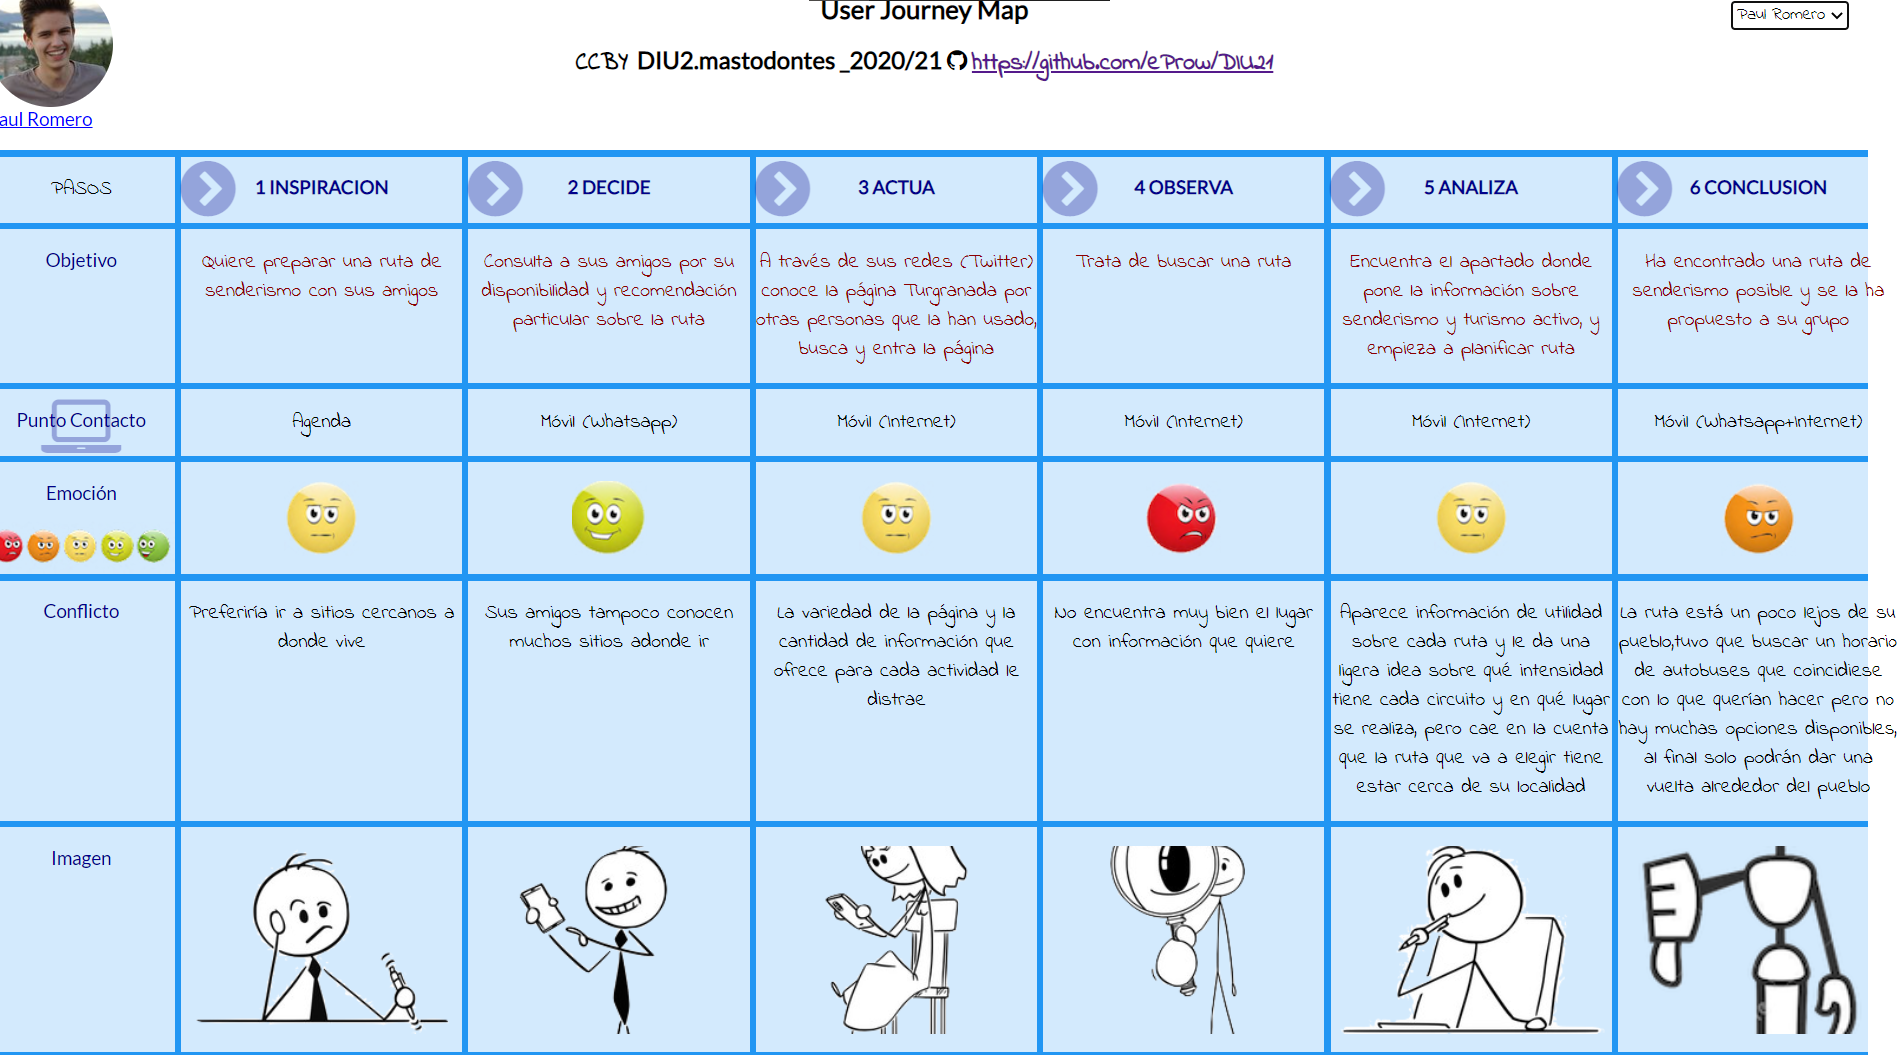 User Journey Map
Paul Romero
CCBY DIU2.mastodontes _2020/21 https://github.com/eProw/DIU21
aul Romero
PASOS
1 INSPIRACION
2 DECIDE
3 ACTUA
4 OBSERVA
5 ANALIZA
6 CONCLUSION
Objetivo
Quiere preparar una ruta de
senderismo con sus amigos
Consulta a sus amigos por su
disponibilidad y recomendación
particular sobre la ruta
A través de sus redes (Twitter)
conoce la página Turgranada por
otras personas que la han usado,
busca y entra la página
Trata de buscar una ruta
Encuentra el apartado donde
pone la información sobre
senderismo y turismo activo, y
empieza a planificar ruta
Ha encontrado una ruta de
senderismo posible y se la ha
propuesto a su grupo
Punto Contacto
Agenda
Móvil (Whatsapp)
Móvil (Internet)
Móvil (Internet)
Móvil (Internet)
Móvil (Whatsapp+Internet)
Emoción
Conflicto
Preferiría ir a sitios cercanos a
donde vive
Sus amigos tampoco conocen
muchos sitios adonde ir
La variedad de la página y la
cantidad de información que
ofrece para cada actividad le
distrae
No encuentra muy bien el lugar
con información que quiere
Aparece información de utilidad
sobre cada ruta y le da una
ligera idea sobre qué intensidad
tiene cada circuito y en qué lugar
se realiza, pero cae en la cuenta
que la ruta que va a elegir tiene
estar cerca de su localidad
La ruta está un poco lejos de su
pueblo,tuvo que buscar un horario
de autobuses que coincidiese
con lo que querían hacer pero no
hay muchas opciones disponibles,
al final solo podrán dar una
vuelta alrededor del pueblo
Imagen